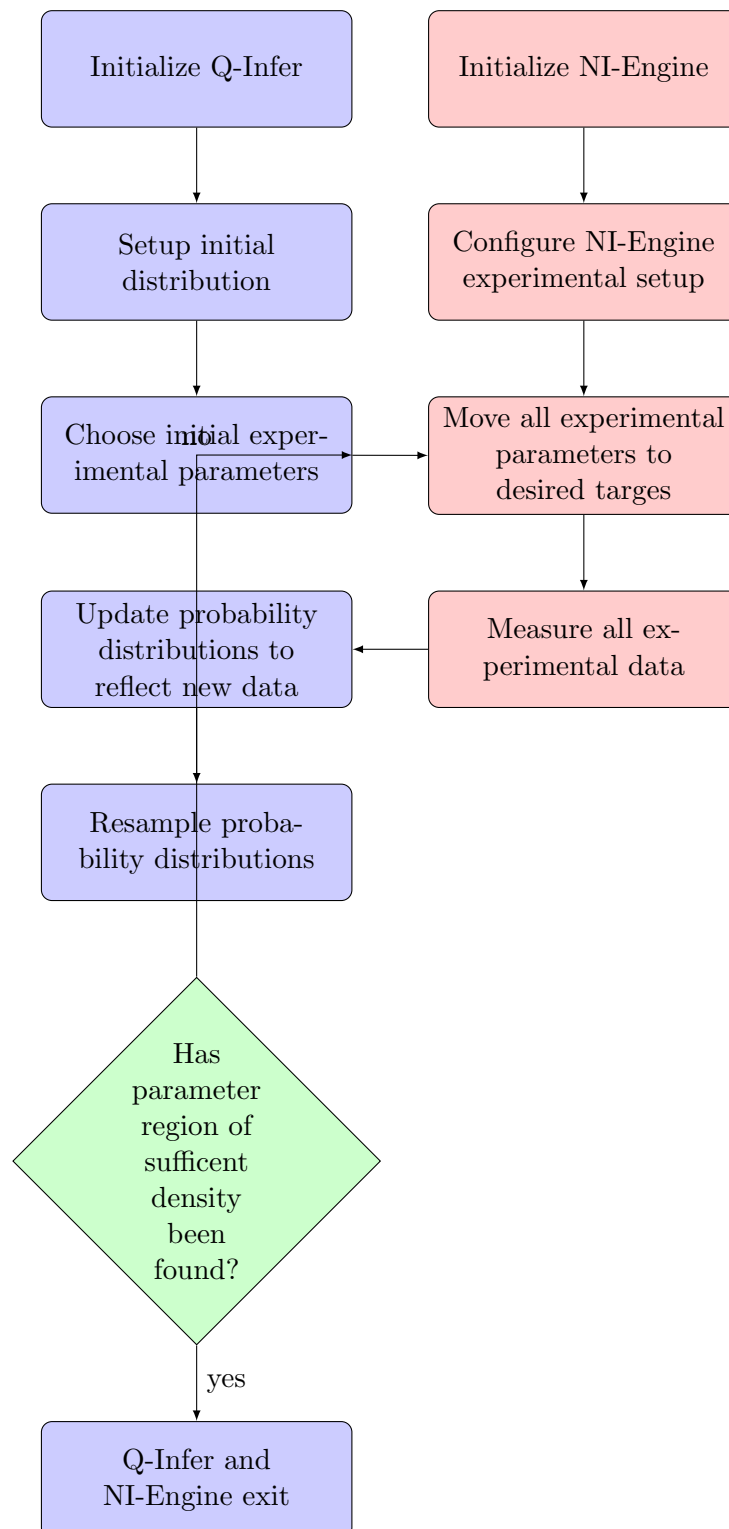 Initialize Q-Infer
Initialize NI-Engine
Setup initial
distribution
Configure NI-Engine
experimental setup
Choose initial exper-
imental parameters
no
Move all experimental
parameters to
desired targes
Update probability
distributions to
reflect new data
Measure all ex-
perimental data
Resample proba-
bility distributions
Has
parameter
region of
sufficent
density
been
found?
yes
Q-Infer and
NI-Engine exit